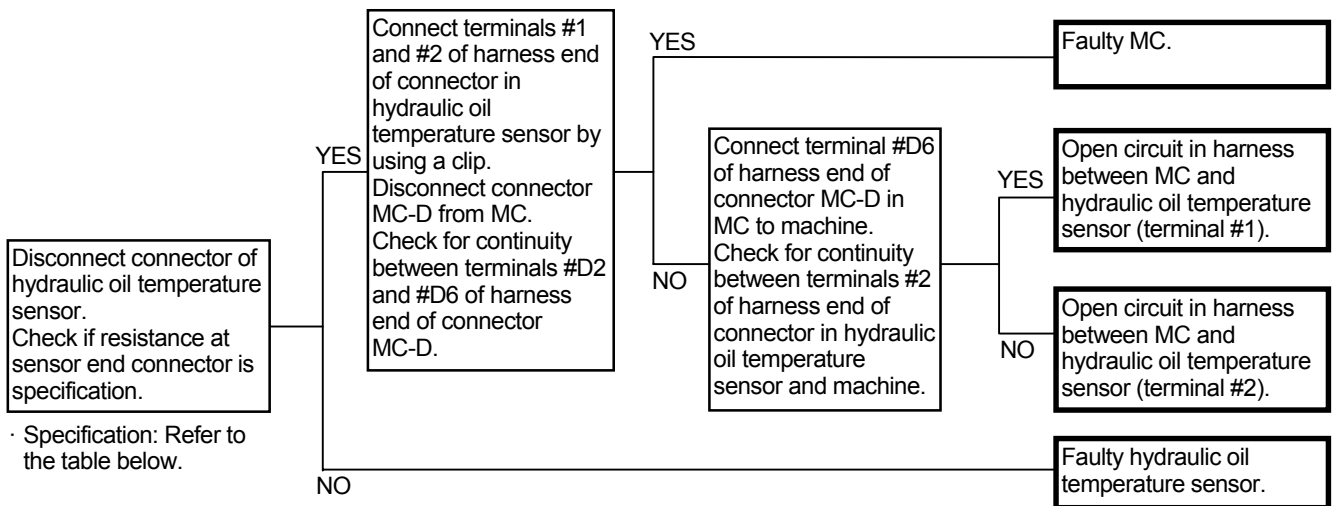 Disconnect connector of
hydraulic oil temperature
sensor.
Check if resistance at
sensor end connector is
specification.
· Specification: Refer to
the table below.
YES
Connect terminals #1
and #2 of harness end
of connector in
hydraulic oil
temperature sensor by
using a clip.
Disconnect connector
MC-D from MC.
Check for continuity
between terminals #D2
and #D6 of harness
end of connector
MC-D.
YES
Faulty MC.
NO
Connect terminal #D6
of harness end of
connector MC-D in
MC to machine.
Check for continuity
between terminals #2
of harness end of
connector in hydraulic
oil temperature
sensor and machine.
YES
Open circuit in harness
between MC and
hydraulic oil temperature
sensor (terminal #1).
NO
Open circuit in harness
between MC and
hydraulic oil temperature
sensor (terminal #2).
NO
Faulty hydraulic oil
temperature sensor.